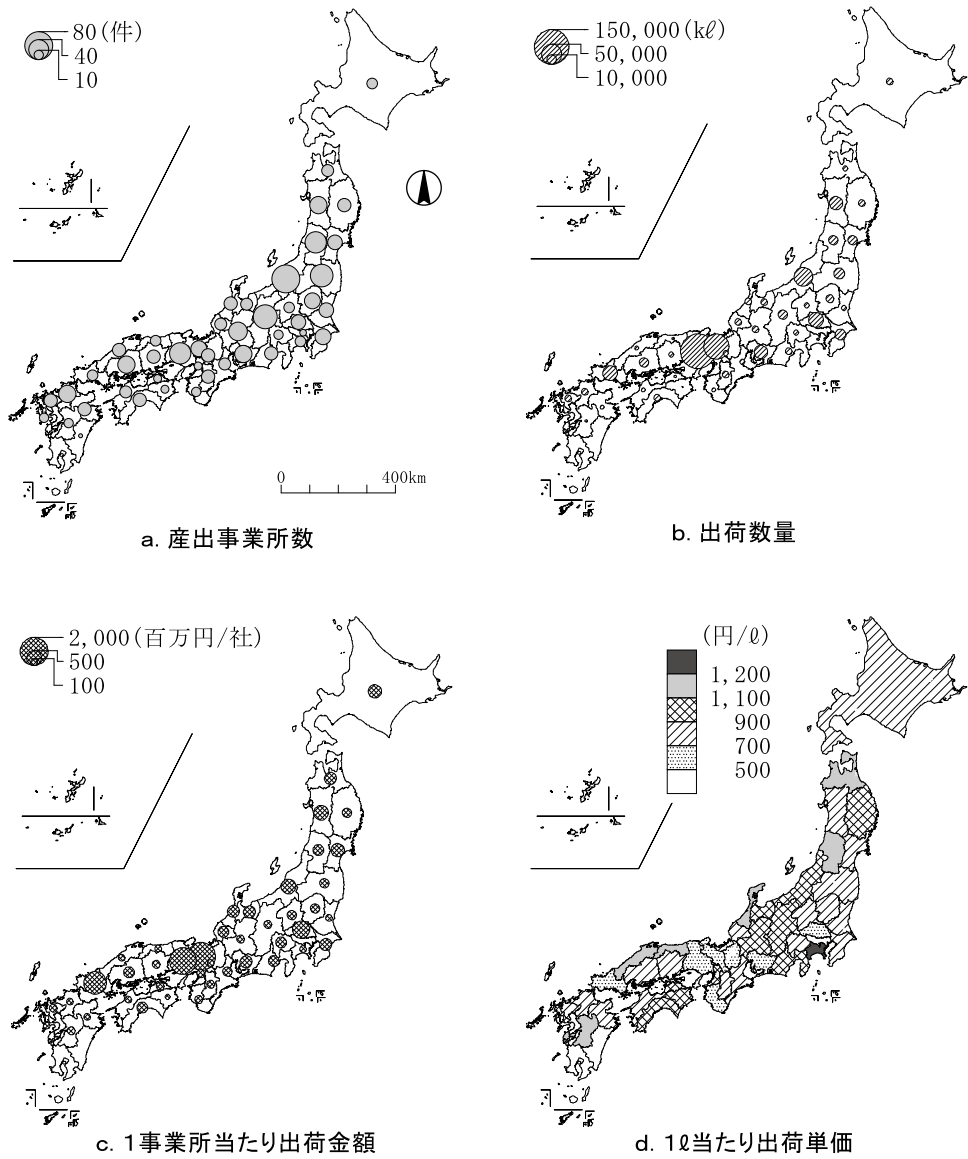 80(件)
40
10
0 400km
a. 産出事業所数
150,000(kℓ)
50,000
10,000
b. 出荷数量
2,000(百万円/社)
500
100
c. 1事業所当たり出荷金額
(円/ℓ)
1,200
1,100
900
700
500
d. 1ℓ当たり出荷単価